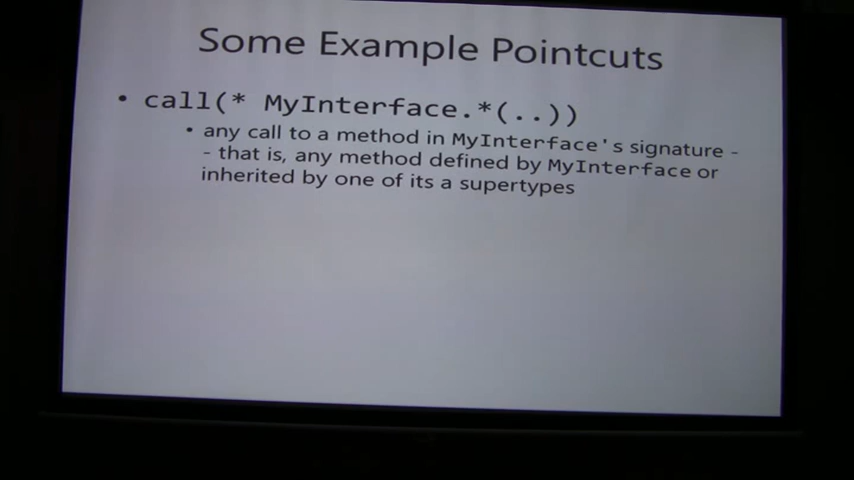 Some Example Pointcuts
• call(* MyInterface.*(..))
• any call to a method in MyInterface's signature -
- that is, any method defined by MyInterface or
inherited by one of its a supertypes